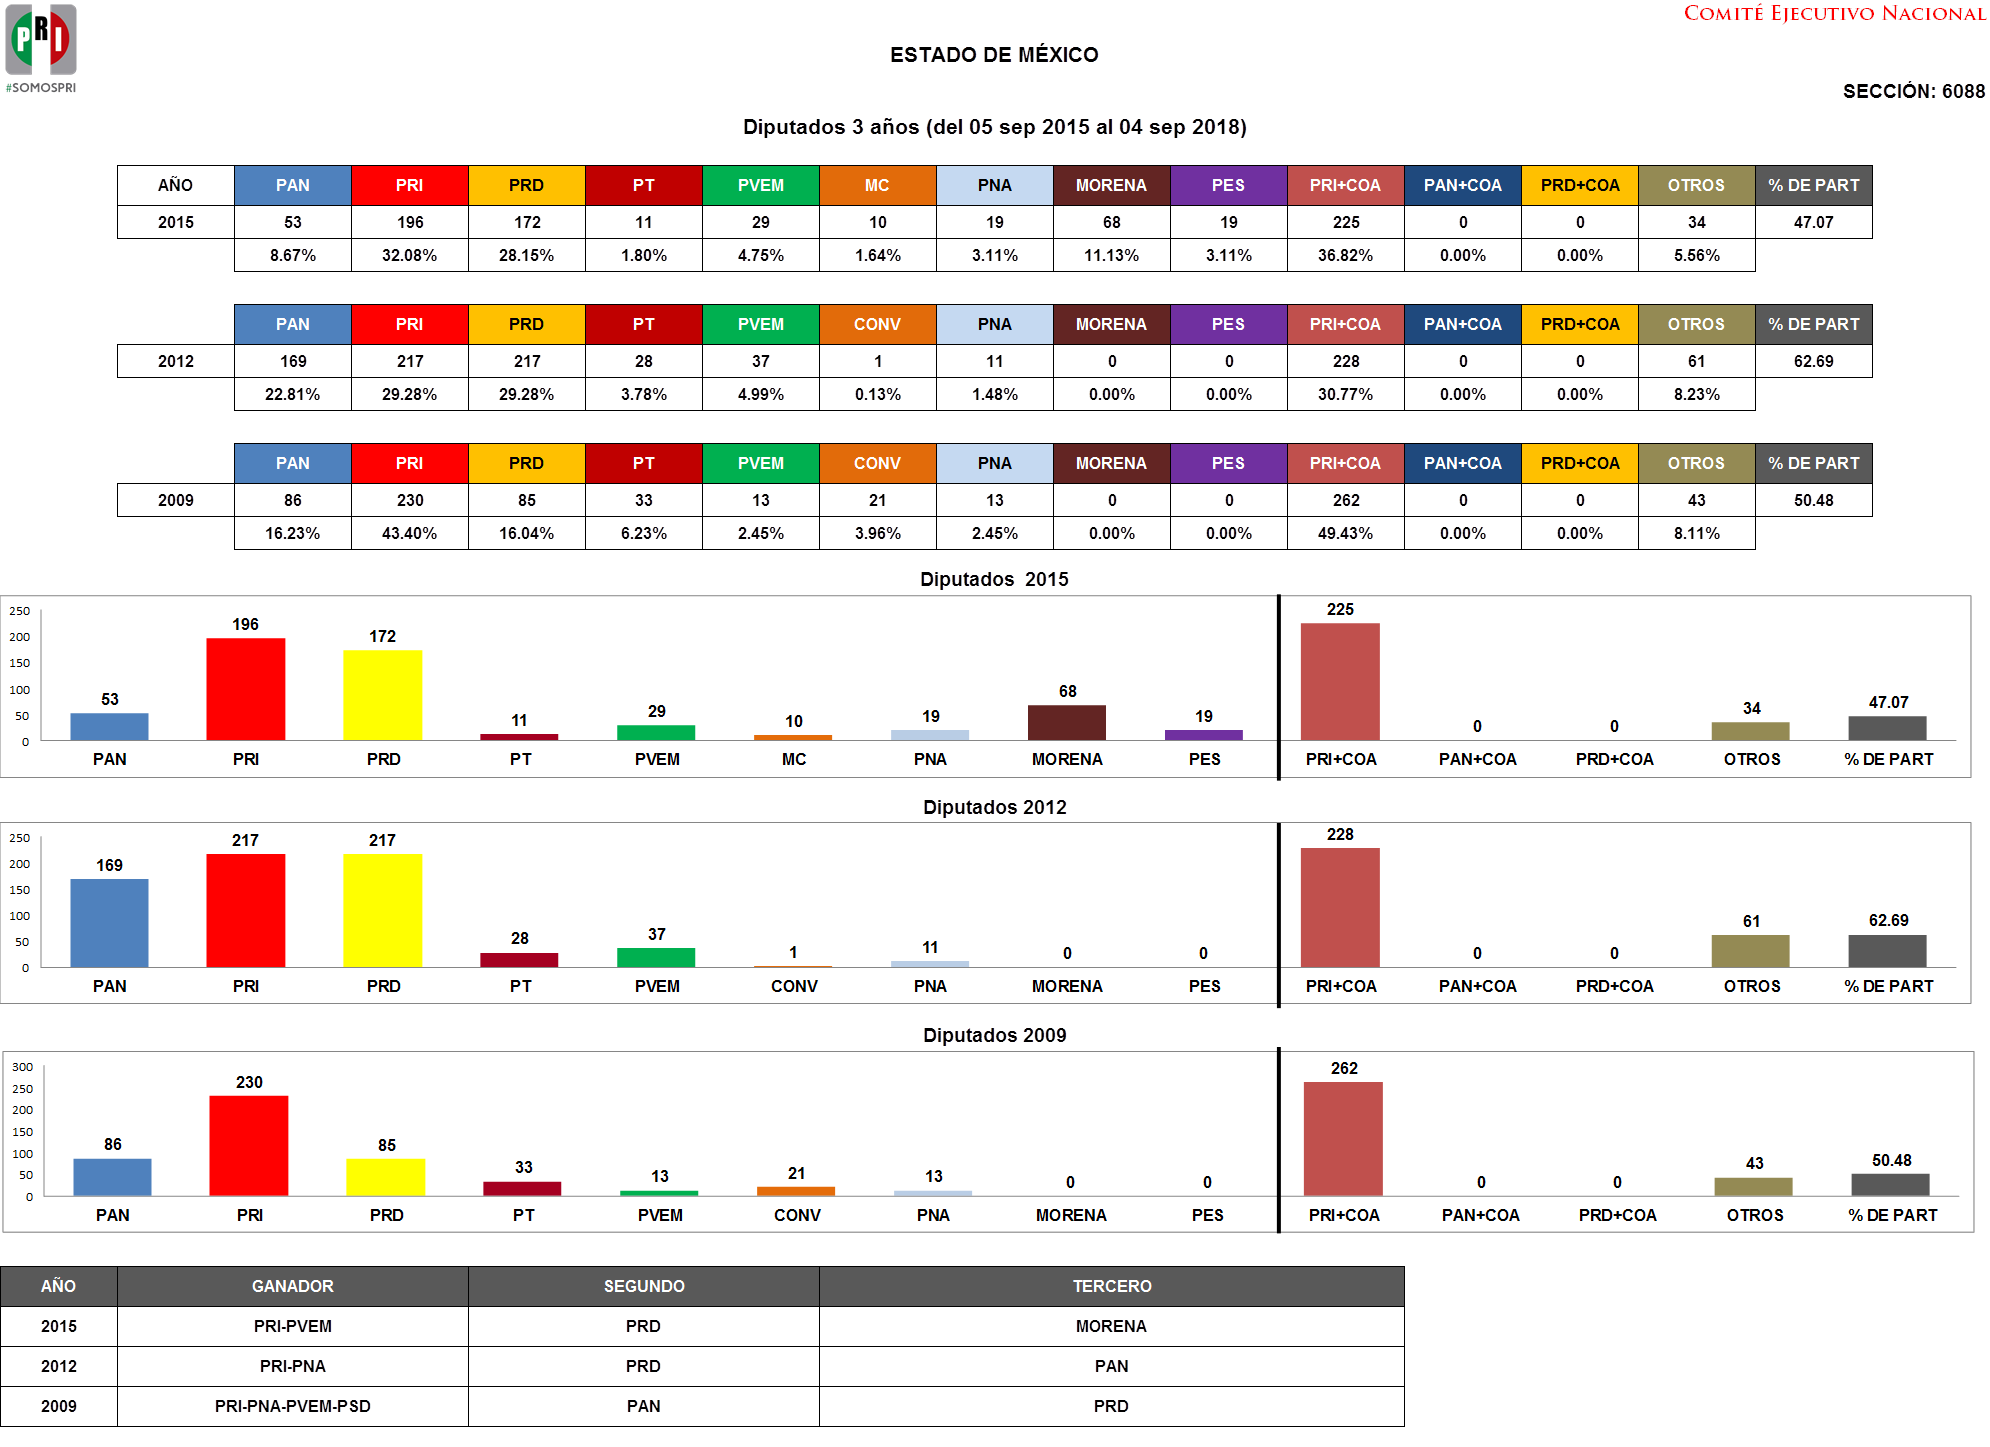 PRI
#SOMOSPRI
COMITÉ EJECUTIVO NACIONAL
ESTADO DE MÉXICO
SECCIÓN: 6088
Diputados 3 años (del 05 sep 2015 al 04 sep 2018)
AÑO PAN PRI PRD PT PVEM MC PNA MORENA PES PRI+COA PAN+COA PRD+COA OTROS % DE PART
2015 53 196 172 11 29 10 19 68 19 225 0 0 34 47.07
8.67% 32.08% 28.15% 1.80% 4.75% 1.64% 3.11% 11.13% 3.11% 36.82% 0.00% 0.00% 5.56%
PAN PRI PRD PT PVEM CONV PNA MORENA PES PRI+COA PAN+COA PRD+COA OTROS % DE PART
2012 169 217 217 28 37 1 11 0 0 228 0 0 61 62.69
22.81% 29.28% 29.28% 3.78% 4.99% 0.13% 1.48% 0.00% 0.00% 30.77% 0.00% 0.00% 8.23%
PAN PRI PRD PT PVEM CONV PNA MORENA PES PRI+COA PAN+COA PRD+COA OTROS % DE PART
2009 86 230 85 33 13 21 13 0 0 262 0 0 43 50.48
16.23% 43.40% 16.04% 6.23% 2.45% 3.96% 2.45% 0.00% 0.00% 49.43% 0.00% 0.00% 8.11%
Diputados 2015
250
200
150
100
50
0
53 196 172 11 29 10 19 68 19 225 0 0 34 47.07
PAN PRI PRD PT PVEM MC PNA MORENA PES PRI+COA PAN+COA PRD+COA OTROS % DE PART
Diputados 2012
250
200
150
100
50
0
169 217 217 28 37 1 11 0 0 228 0 0 61 62.69
PAN PRI PRD PT PVEM CONV PNA MORENA PES PRI+COA PAN+COA PRD+COA OTROS % DE PART
Diputados 2009
300
250
200
150
100
50
0
86 230 85 33 13 21 13 0 0 262 0 0 43 50.48
PAN PRI PRD PT PVEM CONV PNA MORENA PES PRI+COA PAN+COA PRD+COA OTROS % DE PART
AÑO GANADOR SEGUNDO TERCERO
2015 PRI-PVEM PRD MORENA
2012 PRI-PNA PRD PAN
2009 PRI-PNA-PVEM-PSD PAN PRD